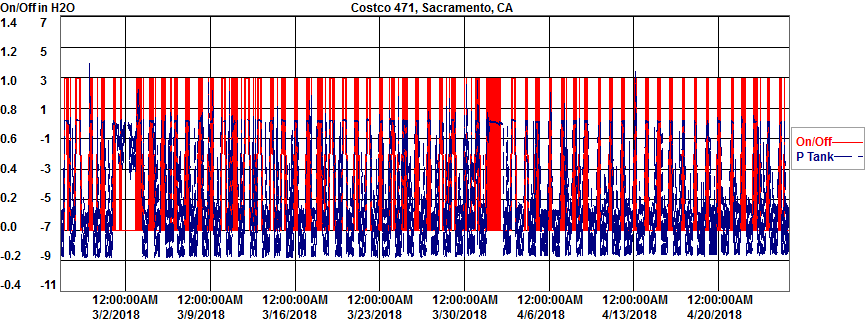 On/Off in H2O
Costco 471, Sacramento, CA
1.4 7
1.2 5
1.0 3
0.8 1
0.6 -1
0.4 -3
0.2 -5
0.0 -7
-0.2 -9
-0.4 -11
On/Off
P Tank
12:00:00AM 12:00:00AM 12:00:00AM 12:00:00AM 12:00:00AM 12:00:00AM 12:00:00AM 12:00:00AM
3/2/2018 3/9/2018 3/16/2018 3/23/2018 3/30/2018 4/6/2018 4/13/2018 4/20/2018